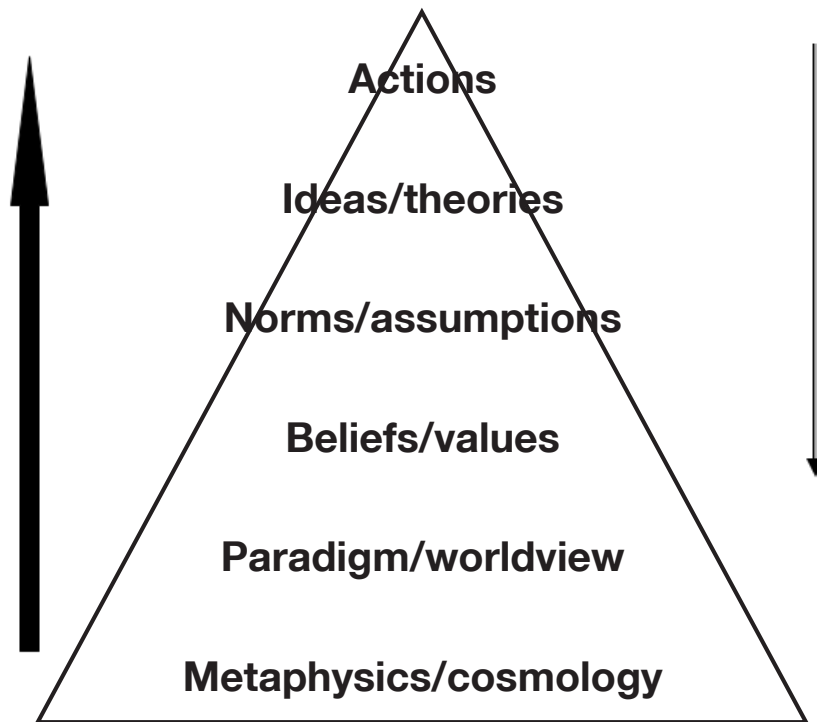 Actions
Ideas/theories
Norms/assumptions
Beliefs/values
Paradigm/worldview
Metaphysics/cosmology